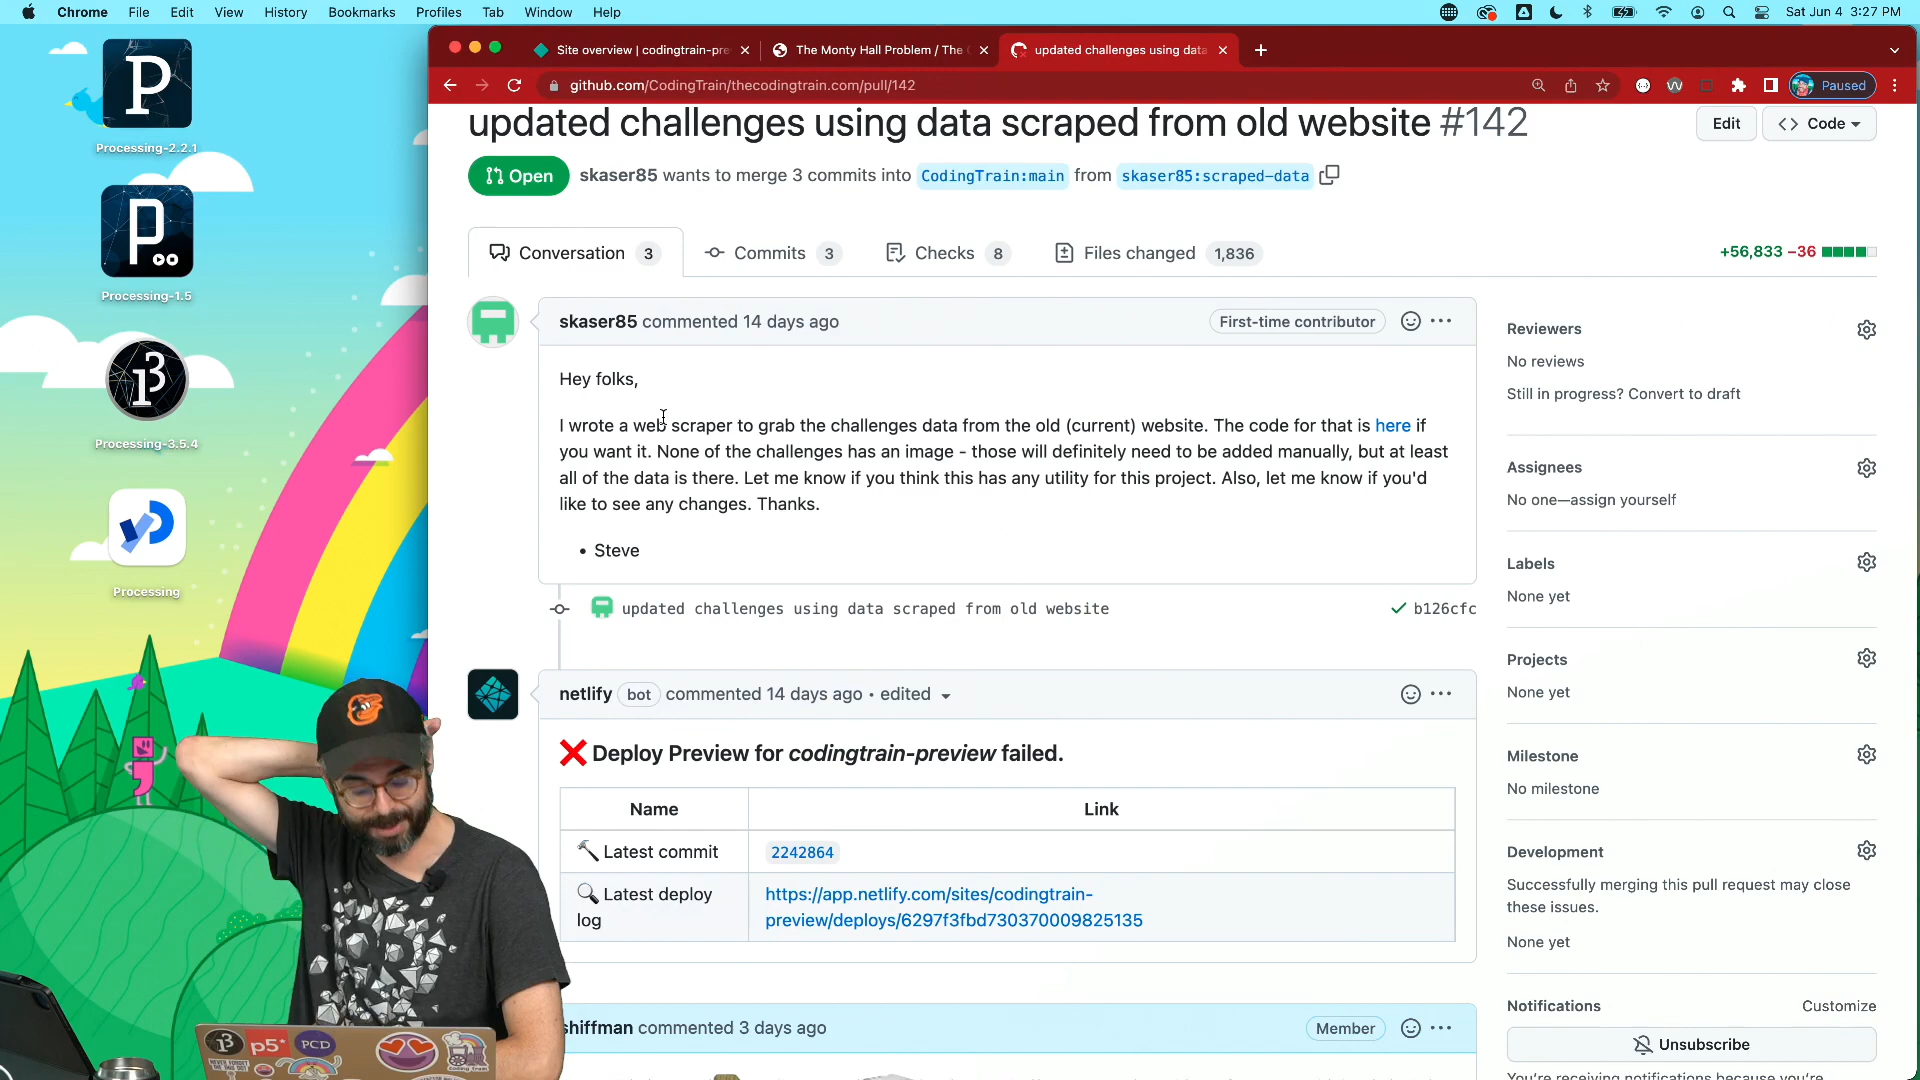 Chrome File Edit View History Bookmarks Profiles Tab Window Help
Sat Jun 4 3:27 PM
Site overview | codingtrain-pre
The Monty Hall Problem / The
updated challenges using data
github.com/CodingTrain/thecodingtrain.com/pull/142
Paused
Processing-2.2.1
Processing-1.5
Processing-3.5.4
Processing
updated challenges using data scraped from old website #142
Edit
Code
Open
skaser85 wants to merge 3 commits into CodingTrain:main from skaser85:scraped-data
Conversation 3
Commits 3
Checks 8
Files changed 1,836
+56,833 −36
skaser85 commented 14 days ago
First-time contributor
Hey folks,
I wrote a web scraper to grab the challenges data from the old (current) website. The code for that is here if
you want it. None of the challenges has an image - those will definitely need to be added manually, but at least
all of the data is there. Let me know if you think this has any utility for this project. Also, let me know if you'd
like to see any changes. Thanks.
• Steve
updated challenges using data scraped from old website
b126cfc
netlify bot commented 14 days ago • edited
Deploy Preview for codingtrain-preview failed.
Name Link
Latest commit 2242864
Latest deploy
log
https://app.netlify.com/sites/codingtrain-
preview/deploys/6297f3fbd730370009825135
shiffman commented 3 days ago
Member
Reviewers
No reviews
Still in progress? Convert to draft
Assignees
No one—assign yourself
Labels
None yet
Projects
None yet
Milestone
No milestone
Development
Successfully merging this pull request may close
these issues.
None yet
Notifications Customize
Unsubscribe
You're receiving notifications because you're
p5*
PCD